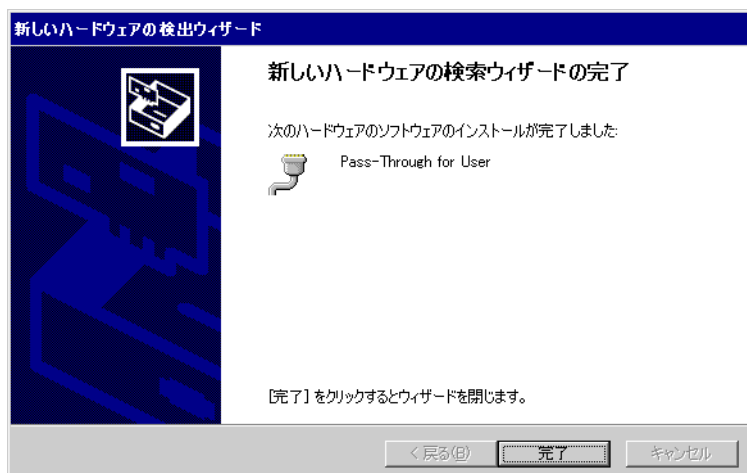 新しいハードウェアの検出ウィザード
新しいハードウェアの検索ウィザードの完了
次のハードウェアのソフトウェアのインストールが完了しました:
Pass-Through for User
[完了] をクリックするとウィザードを閉じます。
< 戻る(B)
完了
キャンセル